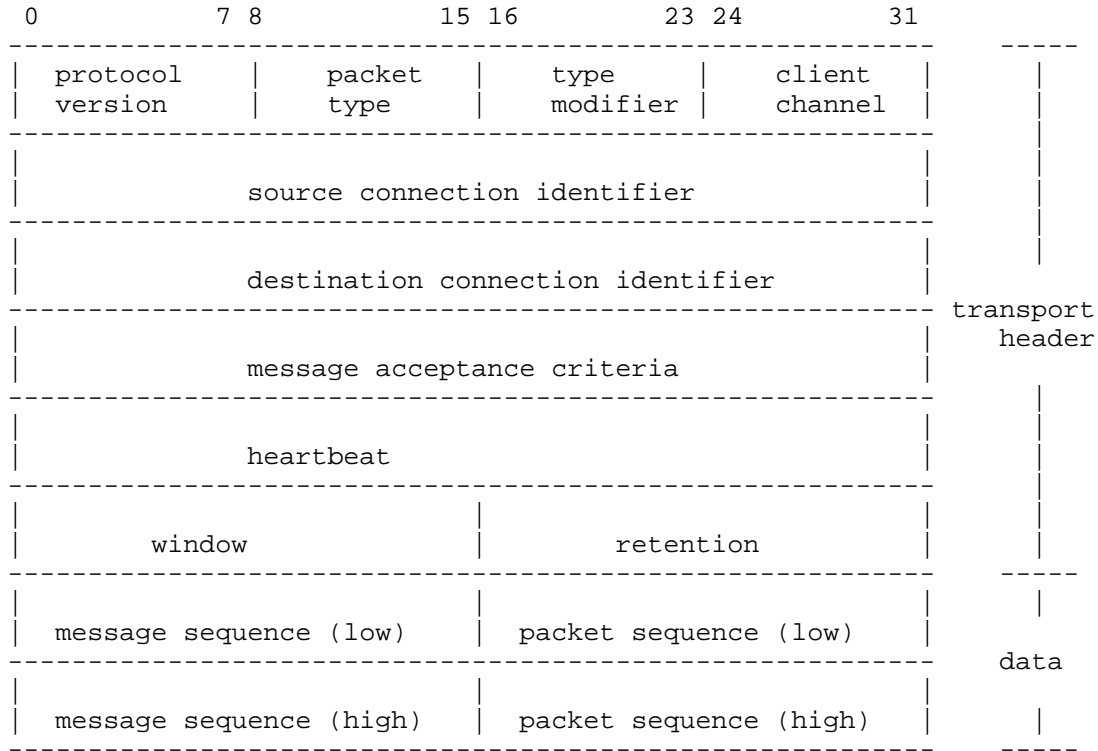 0 7 8 15 16 23 24 31
protocol packet type client
version type modifier channel
source connection identifier
destination connection identifier
transport
header
message acceptance criteria
heartbeat
window retention
message sequence (low) packet sequence (low)
data
message sequence (high) packet sequence (high)